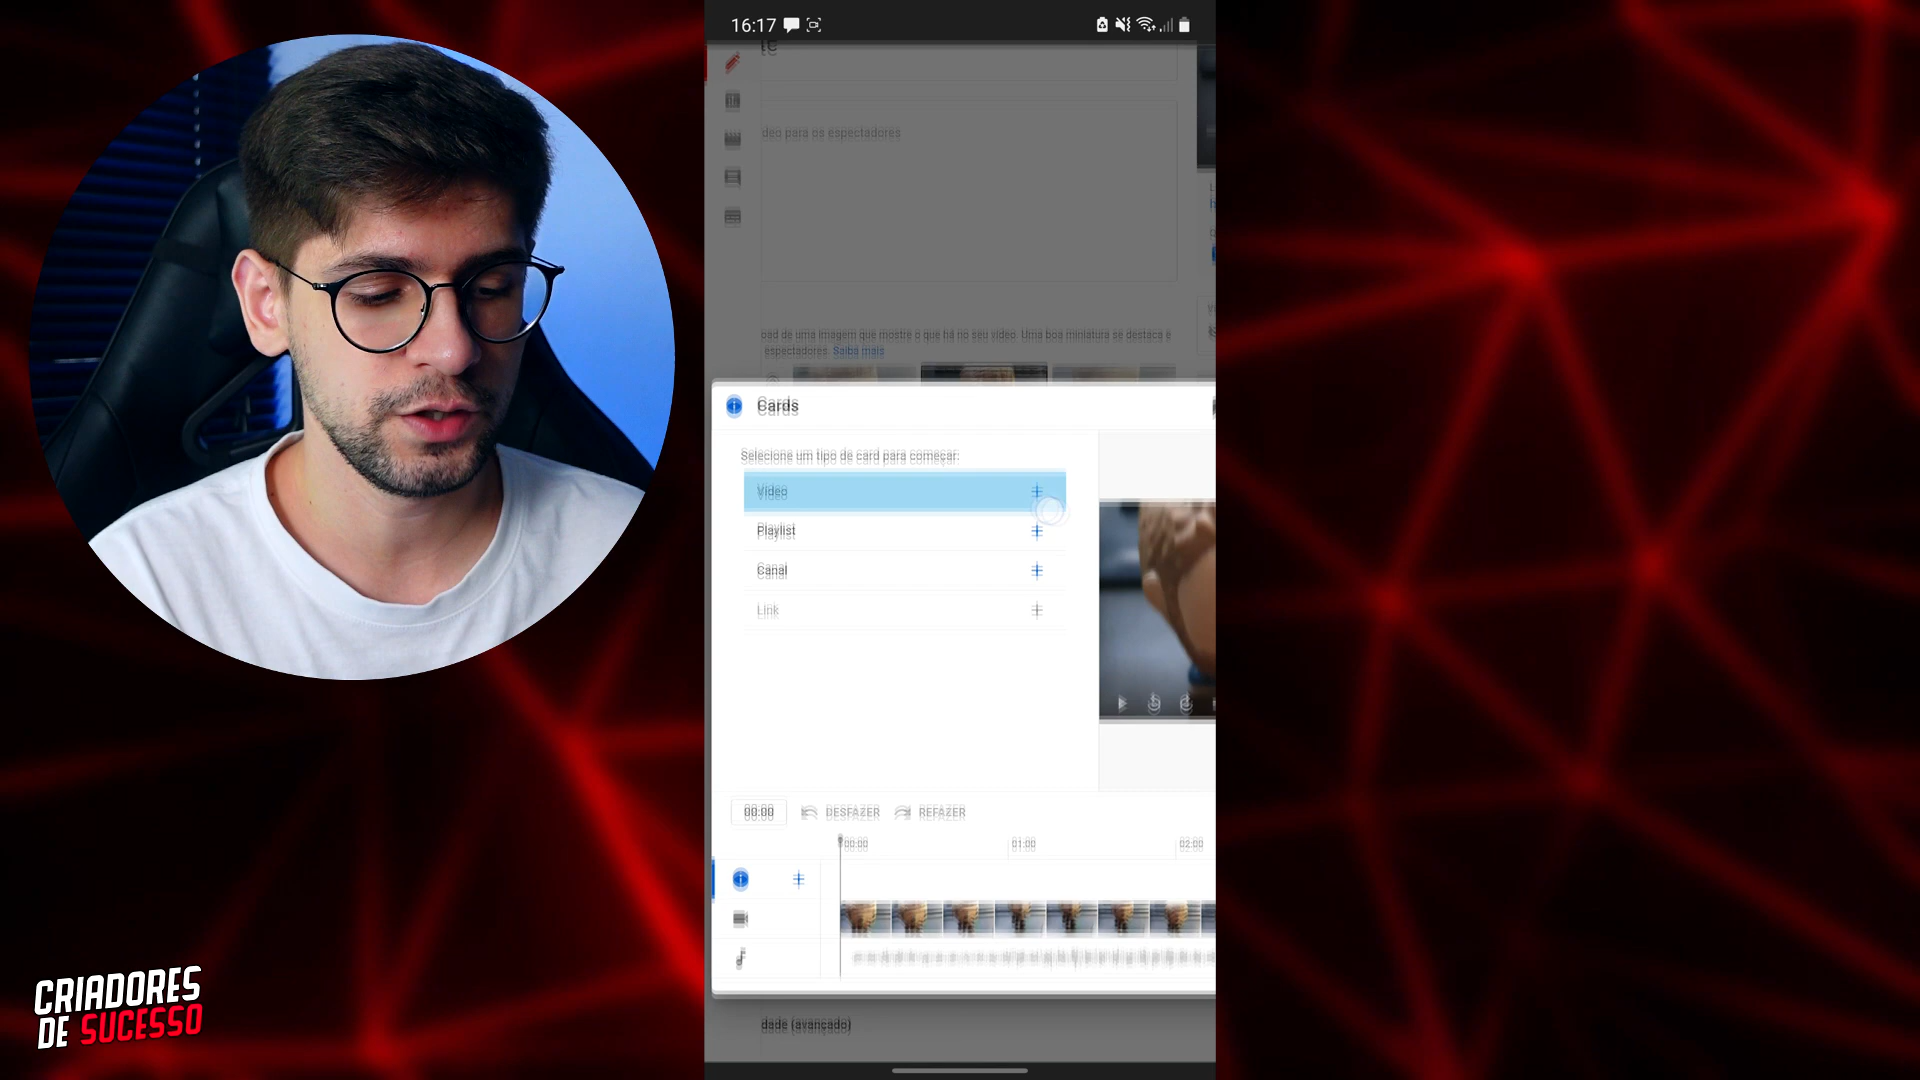 16:17
deo para os espectadores
oad de uma imagem que mostre o que há no seu vídeo. Uma boa miniatura se destaca e
espectadores. Saiba mais
Cards
Selecione um tipo de card para começar:
Vídeo
Playlist
Canal
Link
00:00 DESFAZER REFAZER
00:00 01:00 02:00
dade (avançado)
CRIADORES
DE SUCESSO